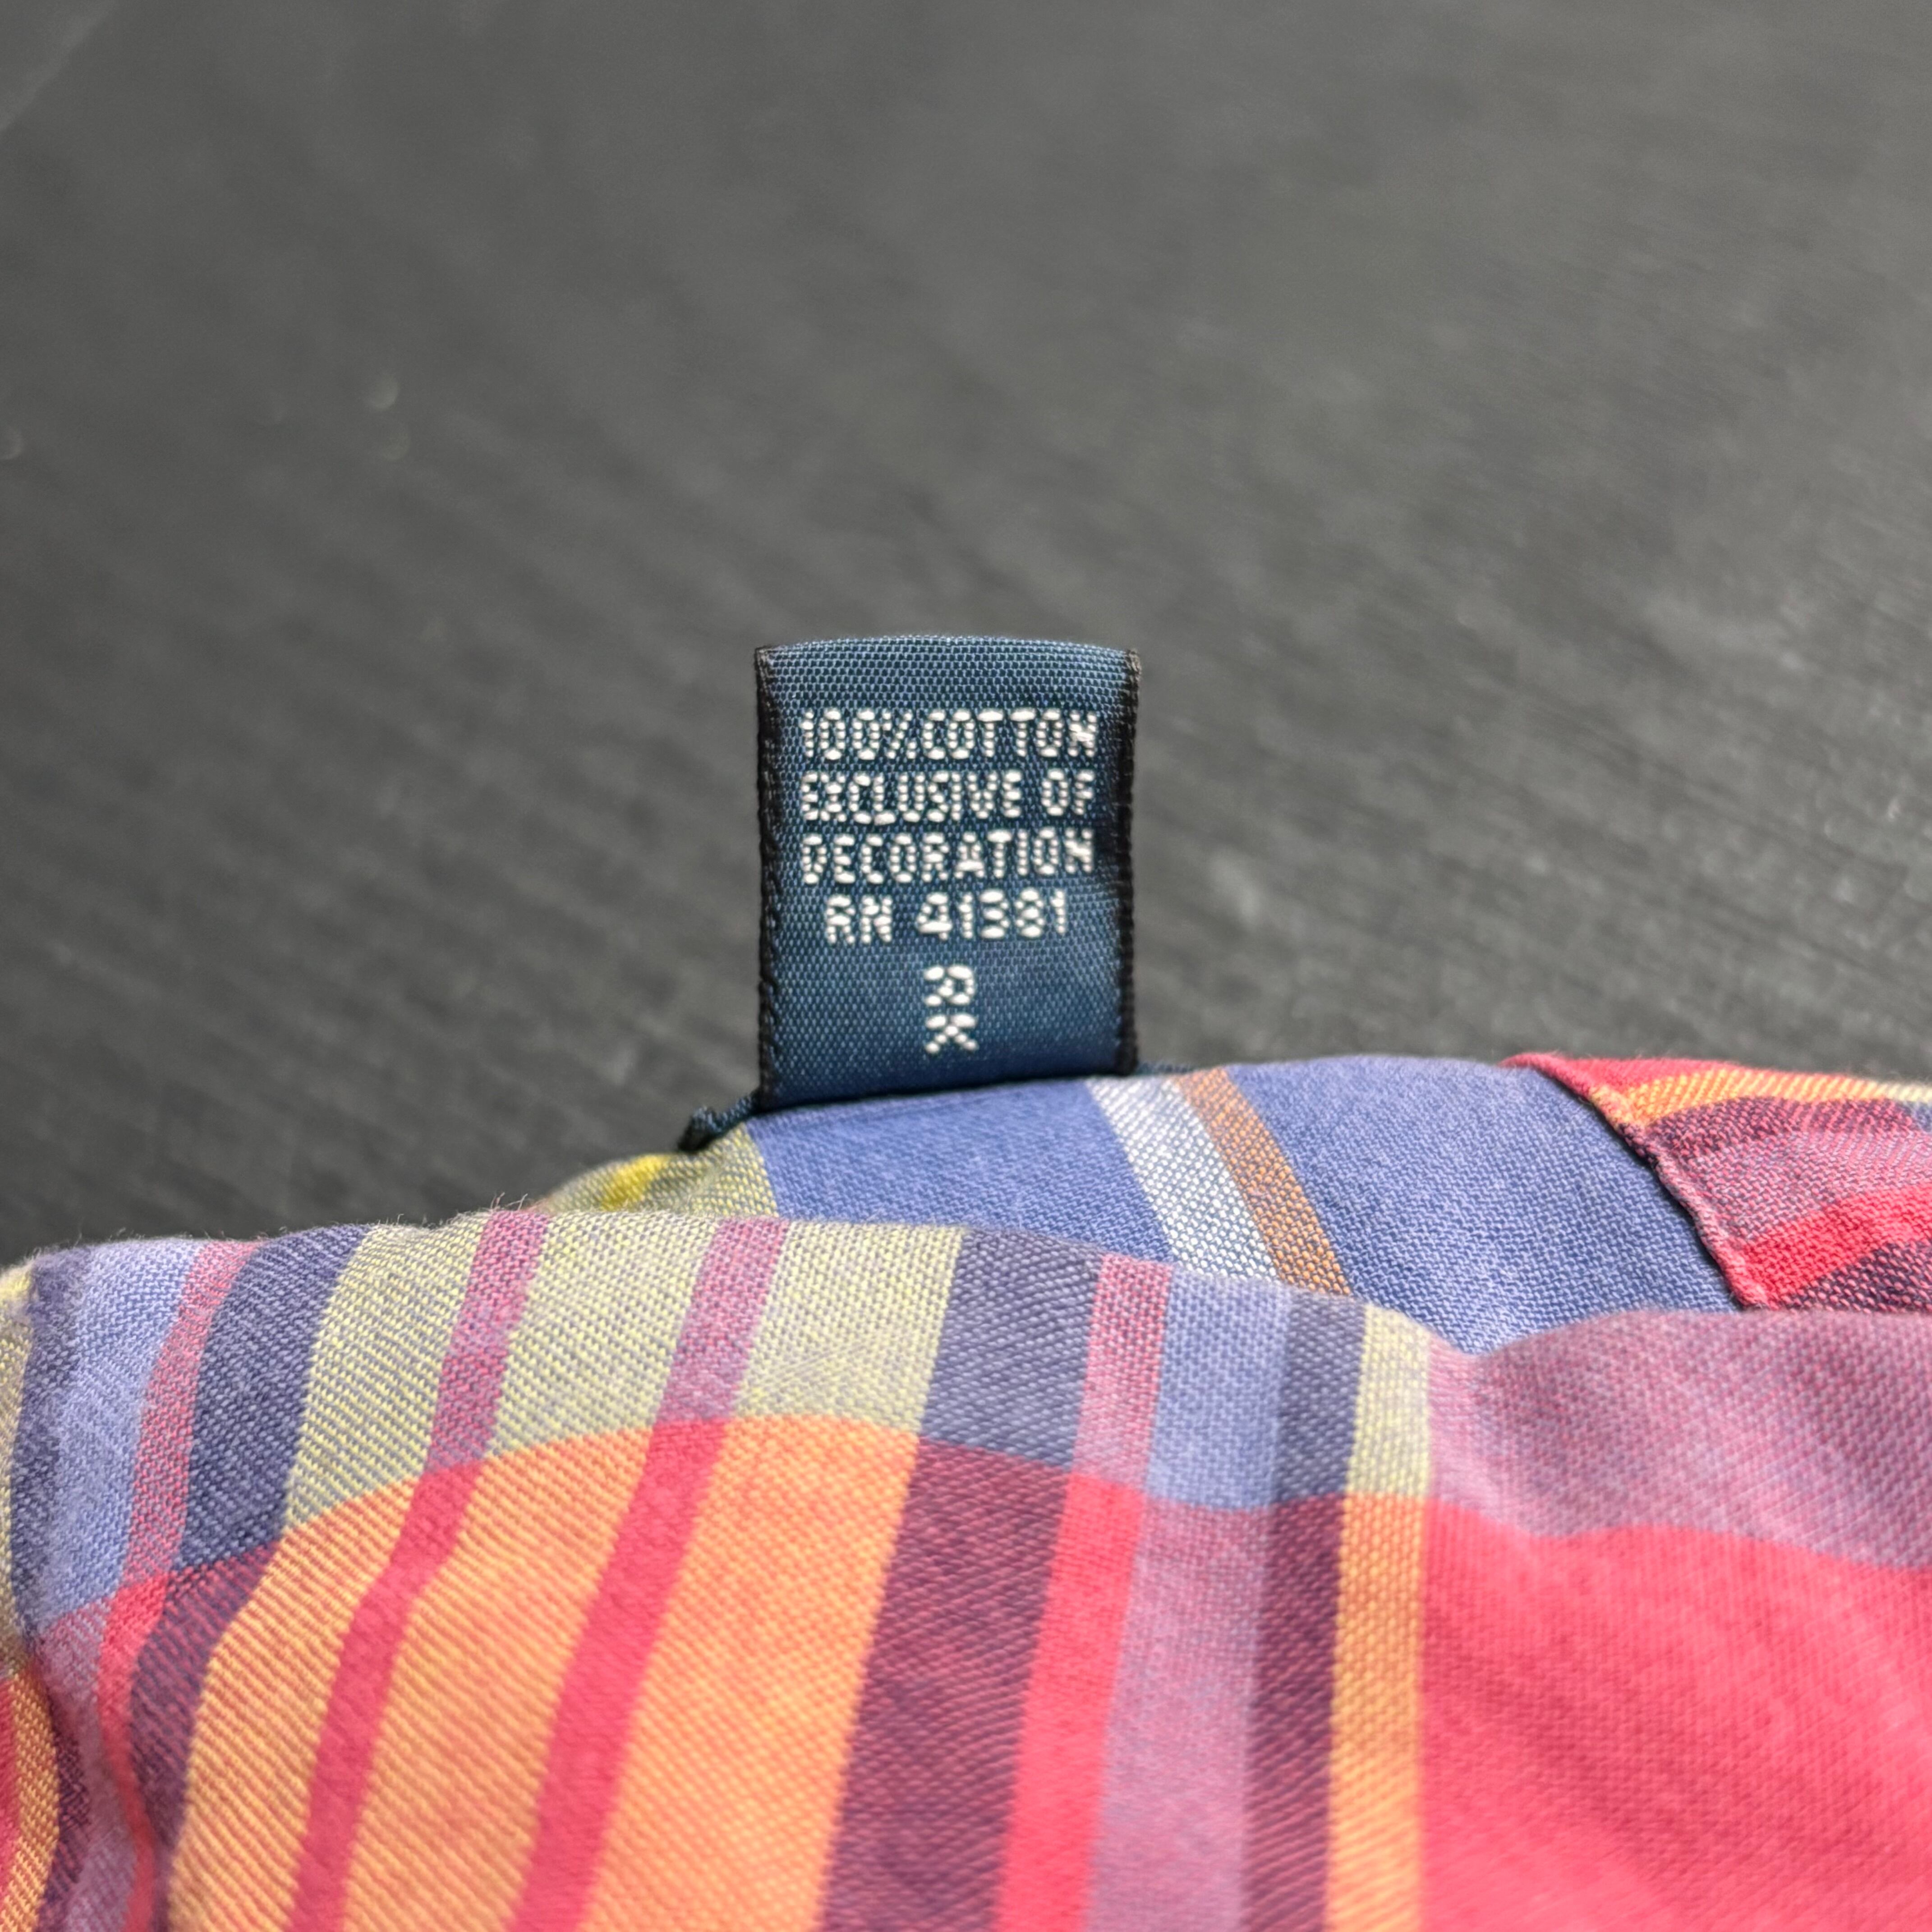 100% COTTON
EXCLUSIVE OF
DECORATION
RN 41381